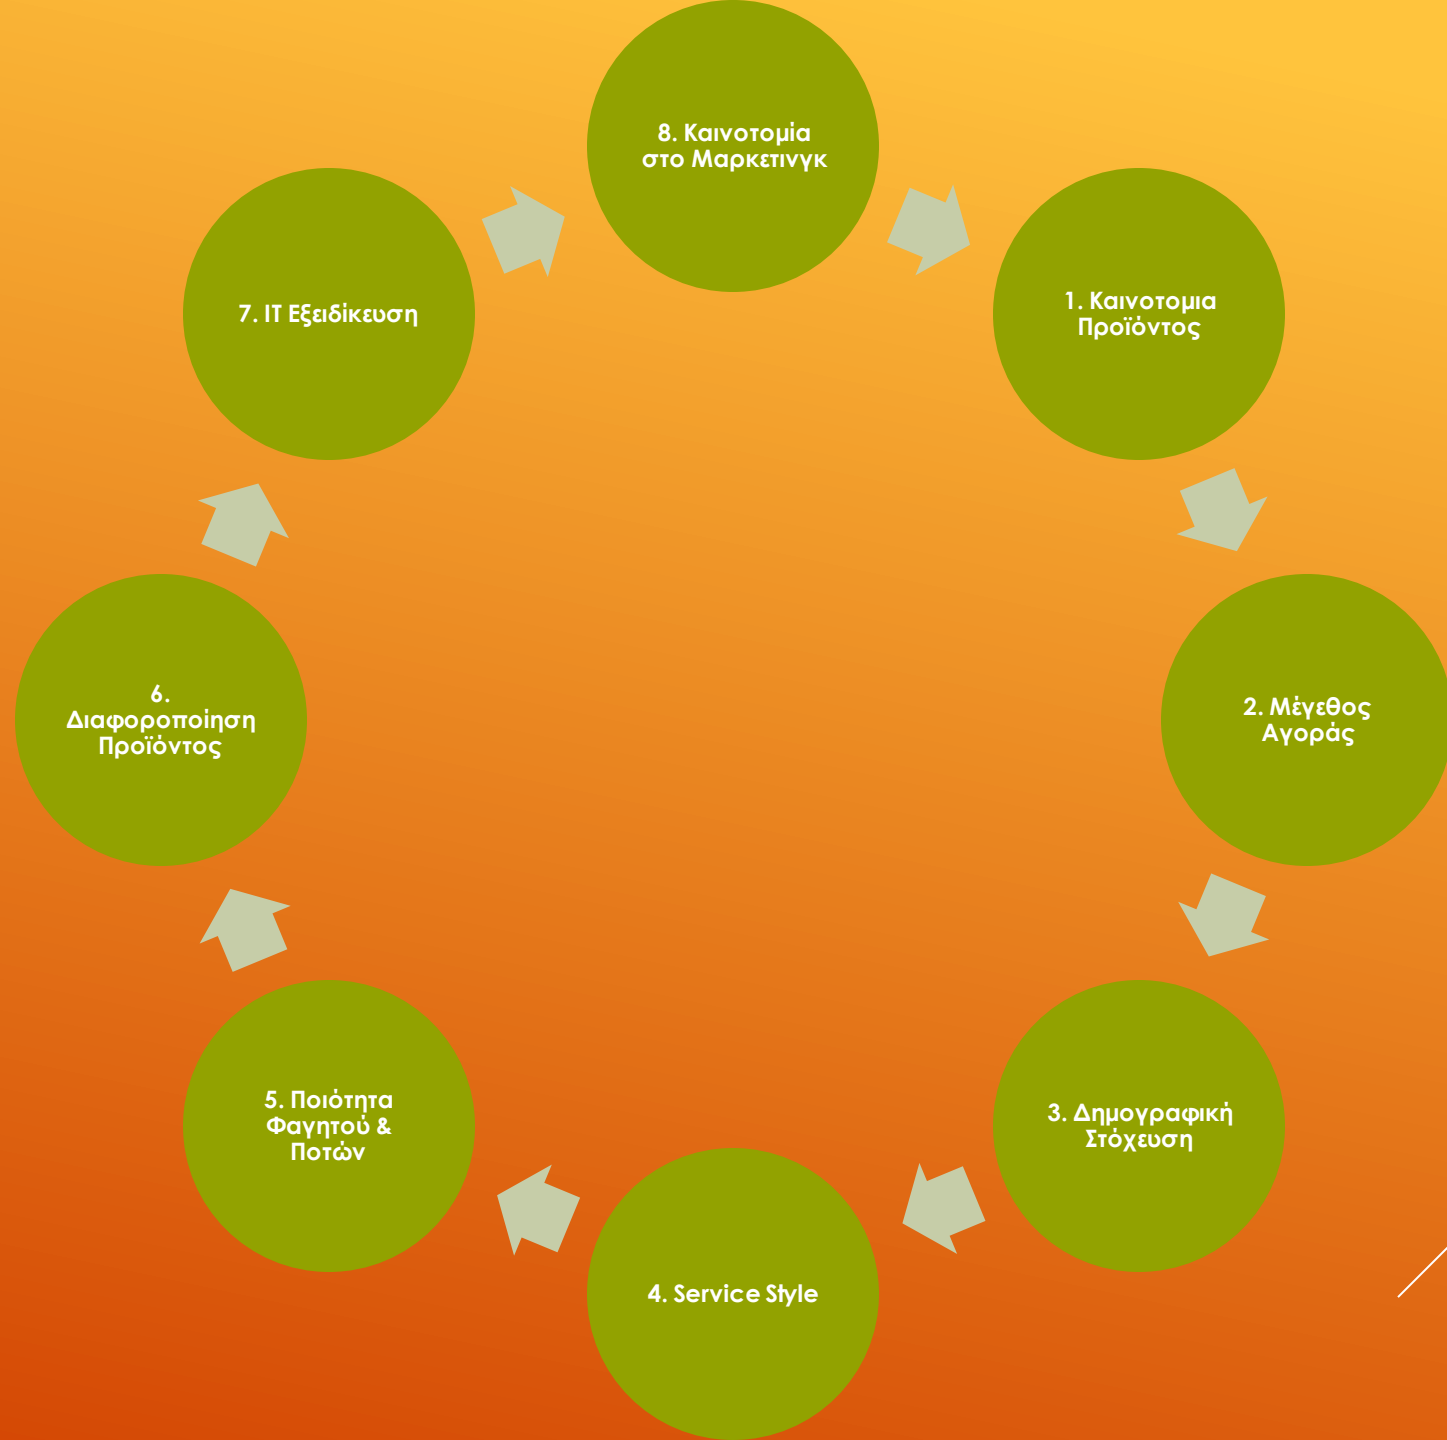 8. Καινοτομία
στο Μαρκετινγκ
1. Καινοτομια
Προϊόντος
2. Μέγεθος
Αγοράς
3. Δημογραφική
Στόχευση
4. Service Style
5. Ποιότητα
Φαγητού &
Ποτών
6.
Διαφοροποίηση
Προϊόντος
7. IT Εξειδίκευση